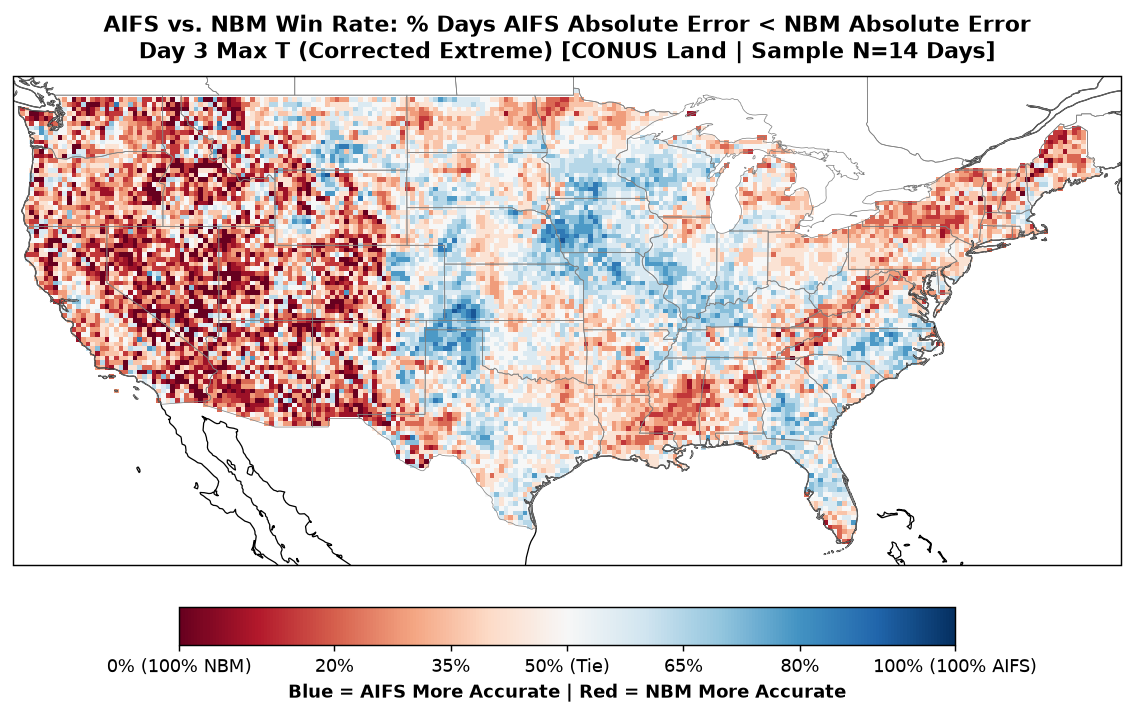 AIFS vs. NBM Win Rate: % Days AIFS Absolute Error < NBM Absolute Error
Day 3 Max T (Corrected Extreme) [CONUS Land | Sample N=14 Days]
0% (100% NBM) 20% 35% 50% (Tie) 65% 80% 100% (100% AIFS)
Blue = AIFS More Accurate | Red = NBM More Accurate